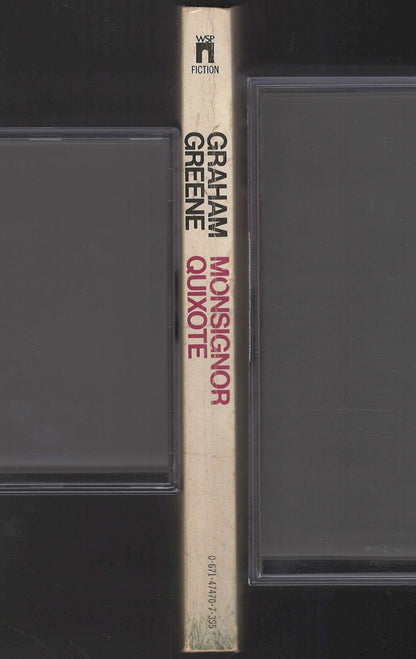 WSP
FICTION
GRAHAM
GREENE
MONSIGNOR
QUIXOTE
0-671-47470-7-395